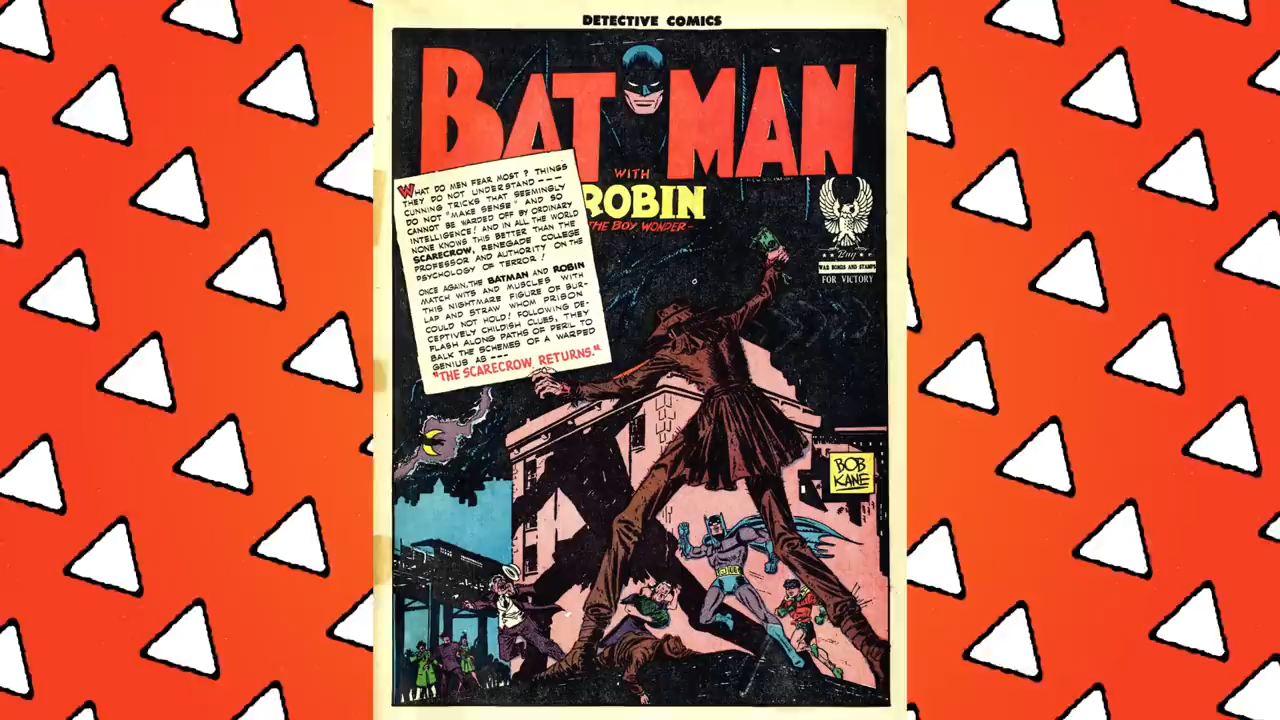 DETECTIVE COMICS
BATMAN
WITH
ROBIN
-THE BOY WONDER-
WHAT DO MEN FEAR MOST? THINGS
THEY DO NOT UNDERSTAND----
CUNNING TRICKS THAT SEEMINGLY
DO NOT "MAKE SENSE" AND SO
CANNOT BE WARDED OFF BY ORDINARY
INTELLIGENCE! AND IN ALL THE WORLD
NONE KNOWS THIS BETTER THAN THE
SCARECROW, RENEGADE COLLEGE
PROFESSOR AND AUTHORITY ON THE
PSYCHOLOGY OF TERROR!
ONCE AGAIN, THE BATMAN AND ROBIN
MATCH WITS AND MUSCLES WITH
THIS NIGHTMARE FIGURE OF BUR-
LAP AND STRAW WHOM PRISON
COULD NOT HOLD! FOLLOWING DE-
CEPTIVELY CHILDISH CLUES, THEY
FLASH ALONG PATHS OF PERIL TO
BALK THE SCHEMES OF A WARPED
GENIUS AS ---
"THE SCARECROW RETURNS."
Buy
WAR BONDS AND STAMPS
FOR VICTORY
BOB
KANE